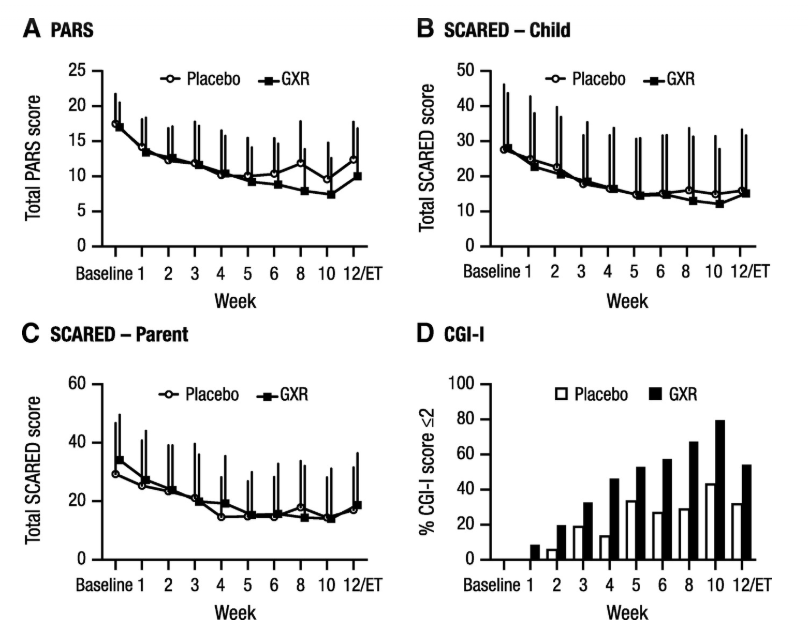 A PARS
Placebo GXR
Total PARS score
25
20
15
10
5
0
Baseline 1 2 3 4 5 6 8 10 12/ET
Week
B SCARED – Child
Placebo GXR
Total SCARED score
50
40
30
20
10
0
Baseline 1 2 3 4 5 6 8 10 12/ET
Week
C SCARED – Parent
Placebo GXR
Total SCARED score
60
40
20
0
Baseline 1 2 3 4 5 6 8 10 12/ET
Week
D CGI-I
Placebo GXR
% CGI-I score ≤2
100
80
60
40
20
0
Baseline 1 2 3 4 5 6 8 10 12/ET
Week